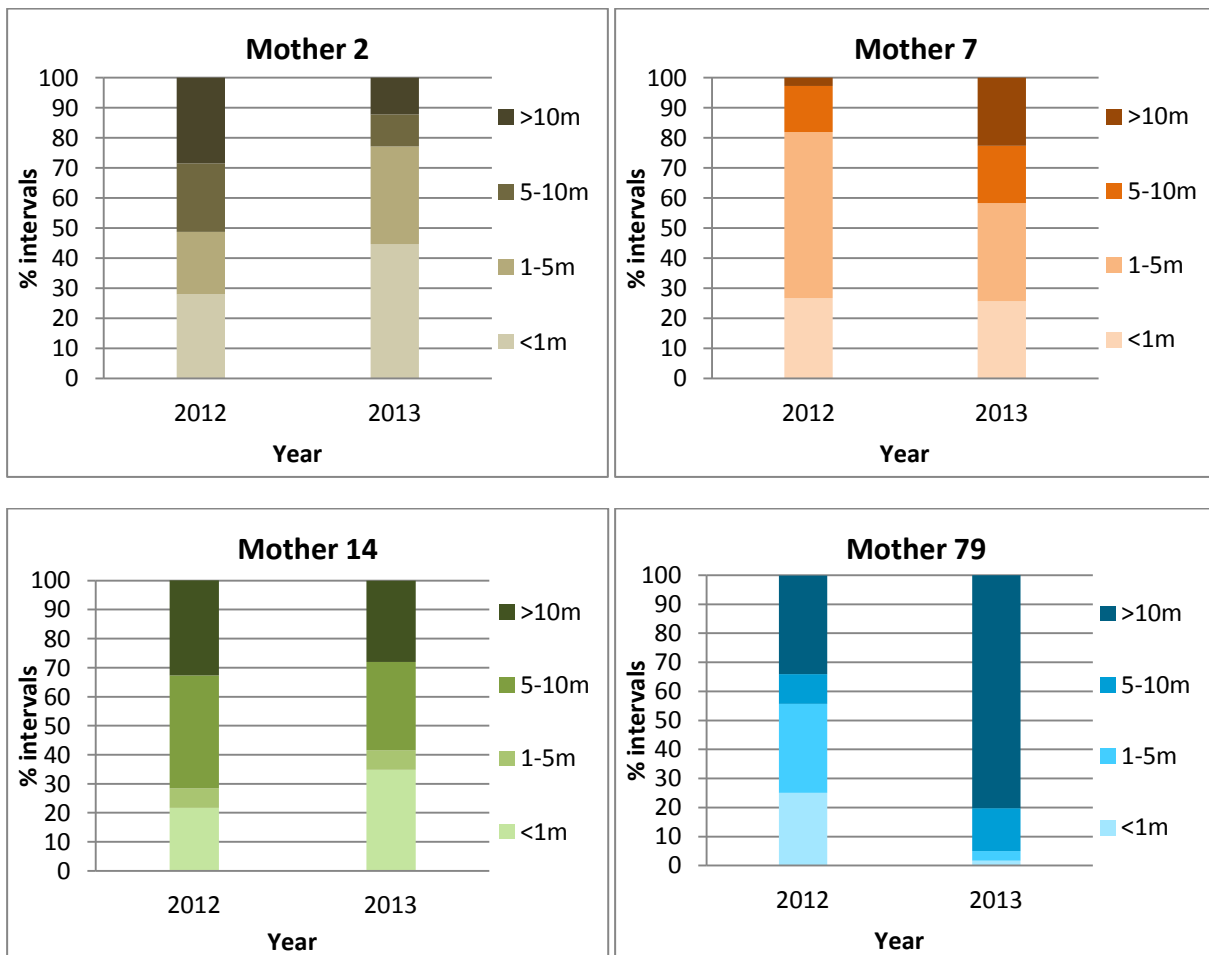 Mother 2
100
90
80
70
60
50
40
30
20
10
0
% intervals
2012
2013
Year
>10m
5-10m
1-5m
<1m
Mother 7
100
90
80
70
60
50
40
30
20
10
0
% intervals
2012
2013
Year
>10m
5-10m
1-5m
<1m
Mother 14
100
90
80
70
60
50
40
30
20
10
0
% intervals
2012
2013
Year
>10m
5-10m
1-5m
<1m
Mother 79
100
90
80
70
60
50
40
30
20
10
0
% intervals
2012
2013
Year
>10m
5-10m
1-5m
<1m